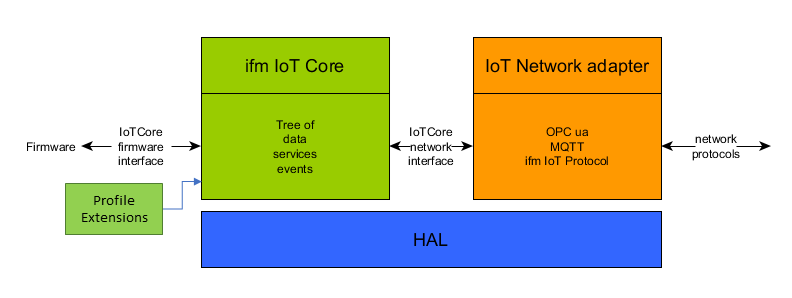 ifm IoT Core
IoT Network adapter
Firmware
IoTCore
firmware
interface
Tree of
data
services
events
IoTCore
network
interface
OPC ua
MQTT
ifm IoT Protocol
network
protocols
Profile
Extensions
HAL